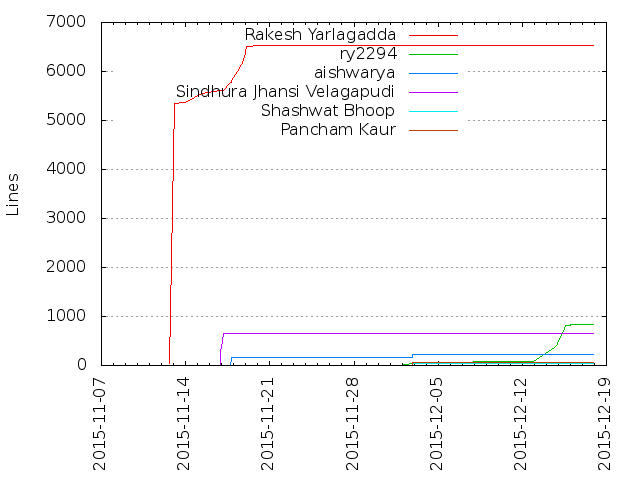 7000
6000
5000
4000
3000
2000
1000
0
Lines
Rakesh Yarlagadda
ry2294
aishwarya
Sindhura Jhansi Velagapudi
Shashwat Bhoop
Pancham Kaur
2015-11-07
2015-11-14
2015-11-21
2015-11-28
2015-12-05
2015-12-12
2015-12-19